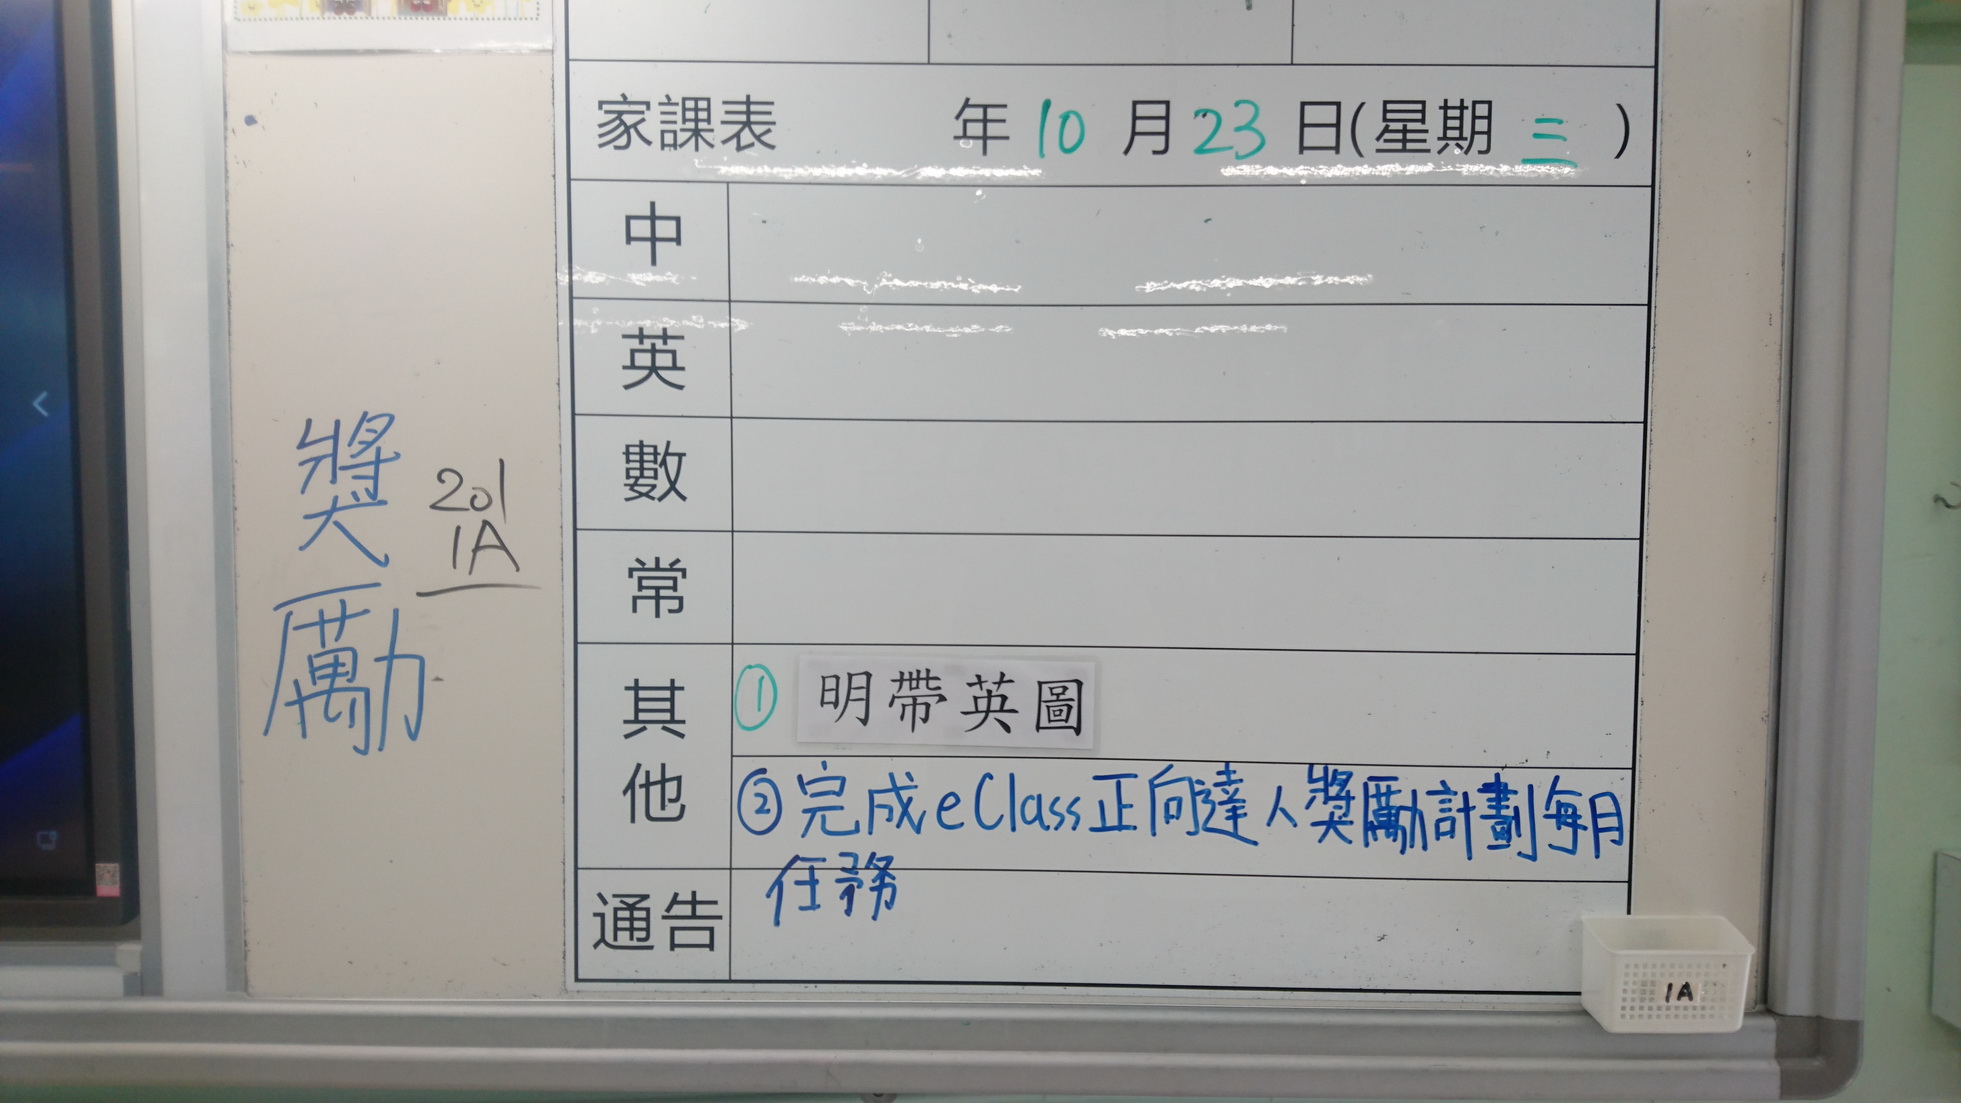 家課表 年 10 月 23 日(星期 三 )
中
英
數
常
其他
① 明帶英圖
② 完成eClass正向達人獎勵計劃每月
任務
通告
獎勵
201
1A
1A